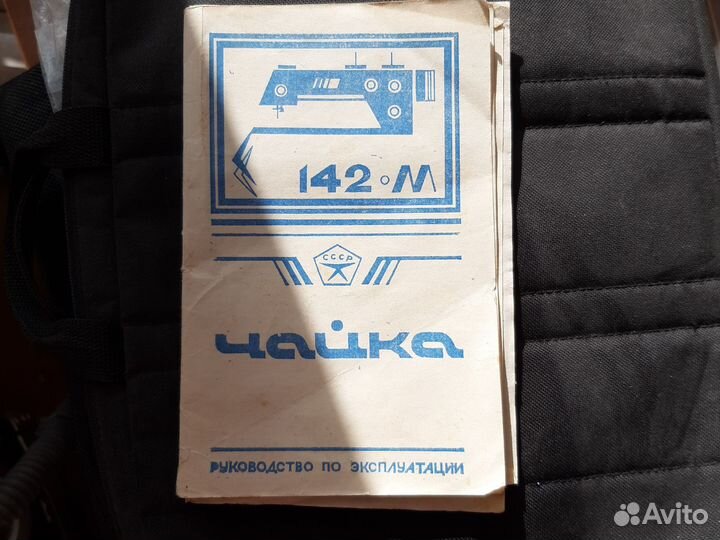 142-М
СССР
чайка
РУКОВОДСТВО ПО ЭКСПЛУАТАЦИИ
Avito